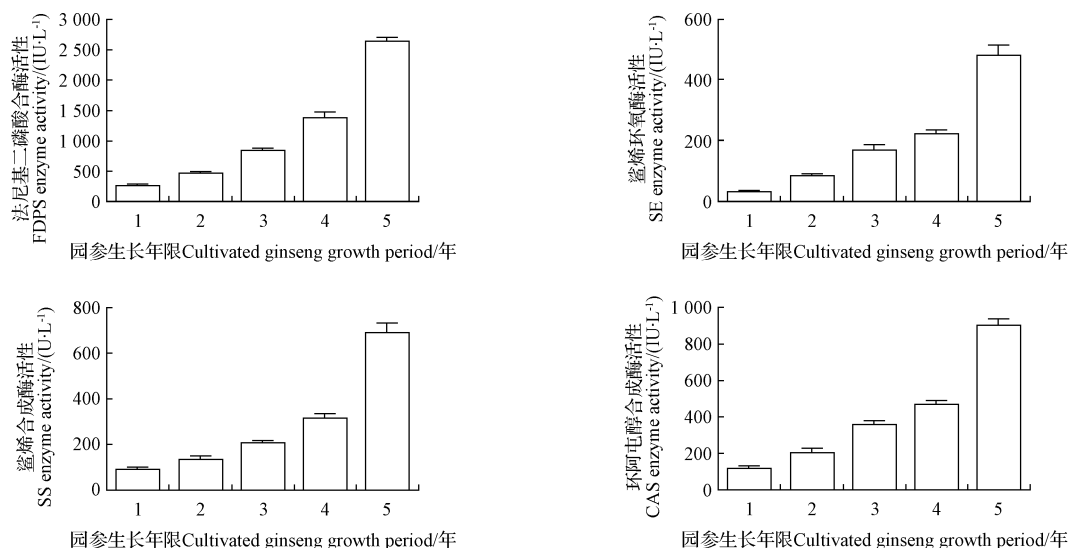 法尼基二磷酸合酶活性
FDPS enzyme activity/(IU·L-1)
3 000
2 500
2 000
1 500
1 000
500
0
1 2 3 4 5
园参生长年限Cultivated ginseng growth period/年
鲨烯环氧酶活性
SE enzyme activity/(IU·L-1)
600
400
200
0
1 2 3 4 5
园参生长年限Cultivated ginseng growth period/年
鲨烯合成酶活性
SS enzyme activity/(U·L-1)
800
600
400
200
0
1 2 3 4 5
园参生长年限Cultivated ginseng growth period/年
环阿屯醇合成酶活性
CAS enzyme activity/(IU·L-1)
1 000
800
600
400
200
0
1 2 3 4 5
园参生长年限Cultivated ginseng growth period/年